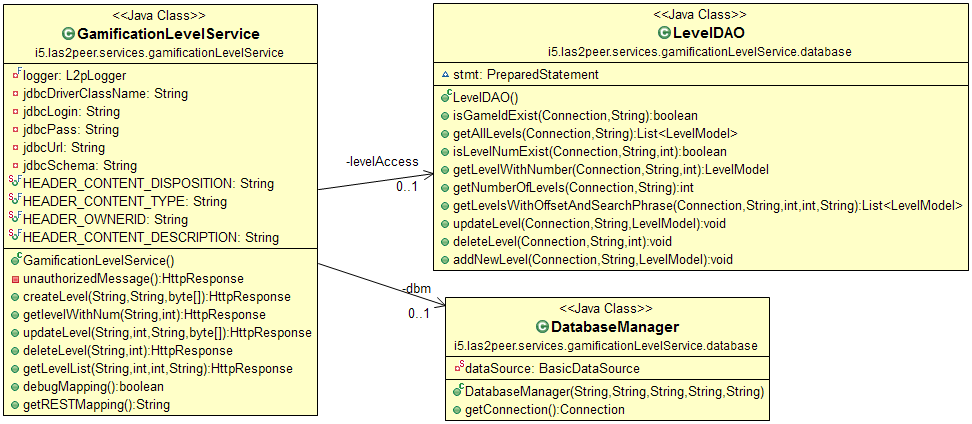 <<Java Class>>
GamificationLevelService
i5.las2peer.services.gamificationLevelService
logger: L2pLogger
jdbcDriverClassName: String
jdbcLogin: String
jdbcPass: String
jdbcUrl: String
jdbcSchema: String
HEADER_CONTENT_DISPOSITION: String
HEADER_CONTENT_TYPE: String
HEADER_OWNERID: String
HEADER_CONTENT_DESCRIPTION: String
GamificationLevelService()
unauthorizedMessage():HttpResponse
createLevel(String,String,byte[]):HttpResponse
getlevelWithNum(String,int):HttpResponse
updateLevel(String,int,String,byte[]):HttpResponse
deleteLevel(String,int):HttpResponse
getLevelList(String,int,int,String):HttpResponse
debugMapping():boolean
getRESTMapping():String
-levelAccess
0..1
-dbm
0..1
<<Java Class>>
LevelDAO
i5.las2peer.services.gamificationLevelService.database
stmt: PreparedStatement
LevelDAO()
isGameIdExist(Connection,String):boolean
getAllLevels(Connection,String):List<LevelModel>
isLevelNumExist(Connection,String,int):boolean
getLevelWithNumber(Connection,String,int):LevelModel
getNumberOfLevels(Connection,String):int
getLevelsWithOffsetAndSearchPhrase(Connection,String,int,int,String):List<LevelModel>
updateLevel(Connection,String,LevelModel):void
deleteLevel(Connection,String,int):void
addNewLevel(Connection,String,LevelModel):void
<<Java Class>>
DatabaseManager
i5.las2peer.services.gamificationLevelService.database
dataSource: BasicDataSource
DatabaseManager(String,String,String,String,String)
getConnection():Connection